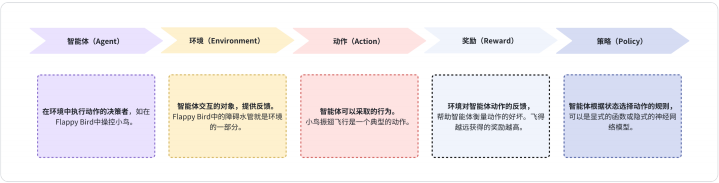 智能体（Agent）
环境（Environment）
动作（Action）
奖励（Reward）
策略（Policy）
在环境中执行动作的决策者，如在
Flappy Bird中操控小鸟。
智能体交互的对象，提供反馈。
Flappy Bird中的障碍水管就是环境
的一部分。
智能体可以采取的行为。
小鸟振翅飞行是一个典型的动作。
环境对智能体动作的反馈，
帮助智能体衡量动作的好坏。飞得
越远获得的奖励越高。
智能体根据状态选择动作的规则，
可以是显式的函数或隐式的神经网
络模型。